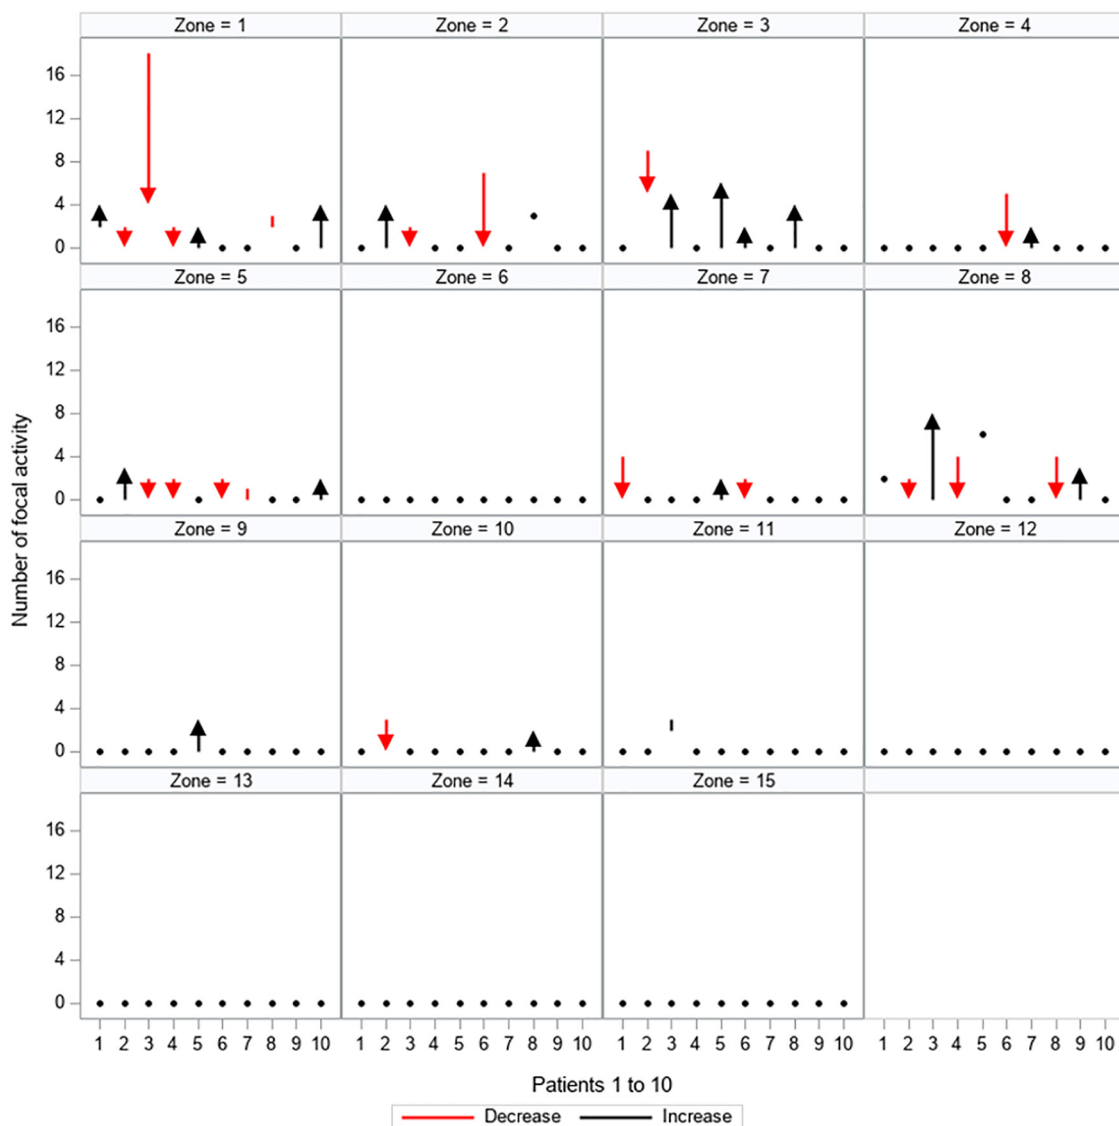 Zone = 1 Zone = 2 Zone = 3 Zone = 4
16
12
8
4
0
Zone = 5 Zone = 6 Zone = 7 Zone = 8
16
12
8
4
0
Zone = 9 Zone = 10 Zone = 11 Zone = 12
16
12
8
4
0
Zone = 13 Zone = 14 Zone = 15
16
12
8
4
0
Number of focal activity
1 2 3 4 5 6 7 8 9 10 1 2 3 4 5 6 7 8 9 10 1 2 3 4 5 6 7 8 9 10 1 2 3 4 5 6 7 8 9 10
Patients 1 to 10
Decrease Increase